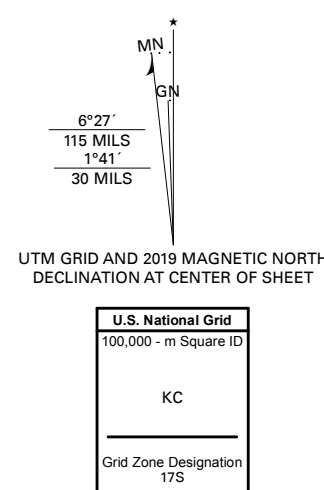 ★
MN
GN
6°27´
115 MILS
1°41´
30 MILS
UTM GRID AND 2019 MAGNETIC NORTH
DECLINATION AT CENTER OF SHEET
U.S. National Grid
100,000 - m Square ID
KC
Grid Zone Designation
17S